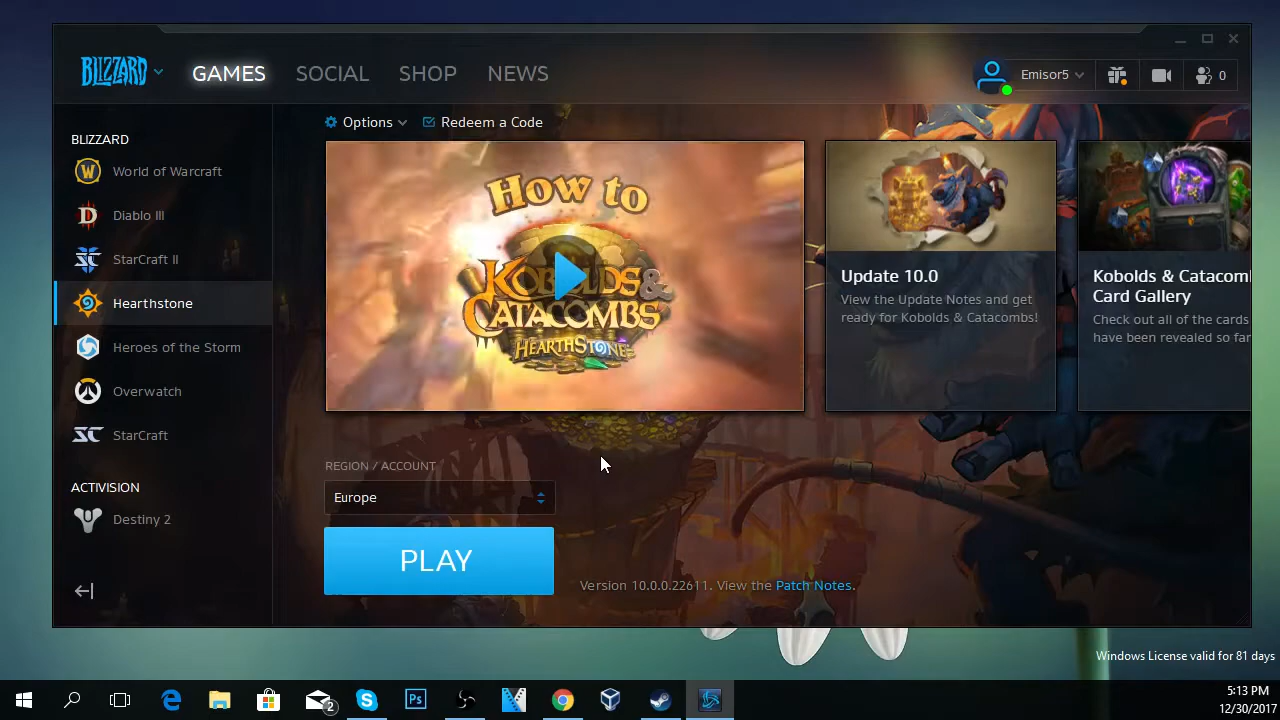 BLIZZARD
GAMES
SOCIAL
SHOP
NEWS
Emisor5
0
BLIZZARD
World of Warcraft
Diablo III
StarCraft II
Hearthstone
Heroes of the Storm
Overwatch
StarCraft
ACTIVISION
Destiny 2
Options
Redeem a Code
How to
KOBOLDS &
CATACOMBS
HEARTHSTONE
Update 10.0
View the Update Notes and get
ready for Kobolds & Catacombs!
Kobolds & Catacom
Card Gallery
Check out all of the cards
have been revealed so far
REGION / ACCOUNT
Europe
PLAY
Version 10.0.0.22611. View the Patch Notes.
Windows License valid for 81 days
2
Ps
5:13 PM
12/30/2017